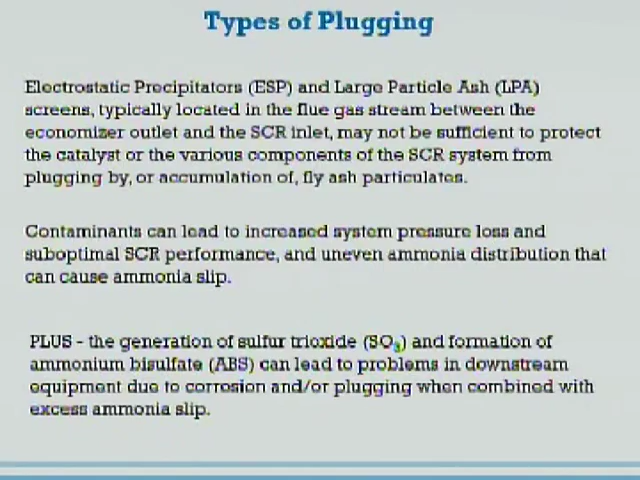 Types of Plugging
Electrostatic Precipitators (ESP) and Large Particle Ash (LPA)
screens, typically located in the flue gas stream between the
economizer outlet and the SCR inlet, may not be sufficient to protect
the catalyst or the various components of the SCR system from
plugging by, or accumulation of, fly ash particulates.
Contaminants can lead to increased system pressure loss and
suboptimal SCR performance, and uneven ammonia distribution that
can cause ammonia slip.
PLUS - the generation of sulfur trioxide (SO3) and formation of
ammonium bisulfate (ABS) can lead to problems in downstream
equipment due to corrosion and/or plugging when combined with
excess ammonia slip.